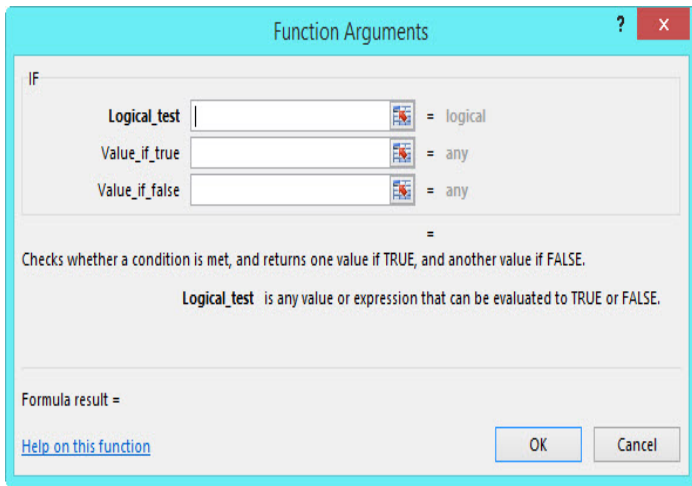 Function Arguments
? x
IF
Logical_test = logical
Value_if_true = any
Value_if_false = any
=
Checks whether a condition is met, and returns one value if TRUE, and another value if FALSE.
Logical_test is any value or expression that can be evaluated to TRUE or FALSE.
Formula result =
Help on this function OK Cancel